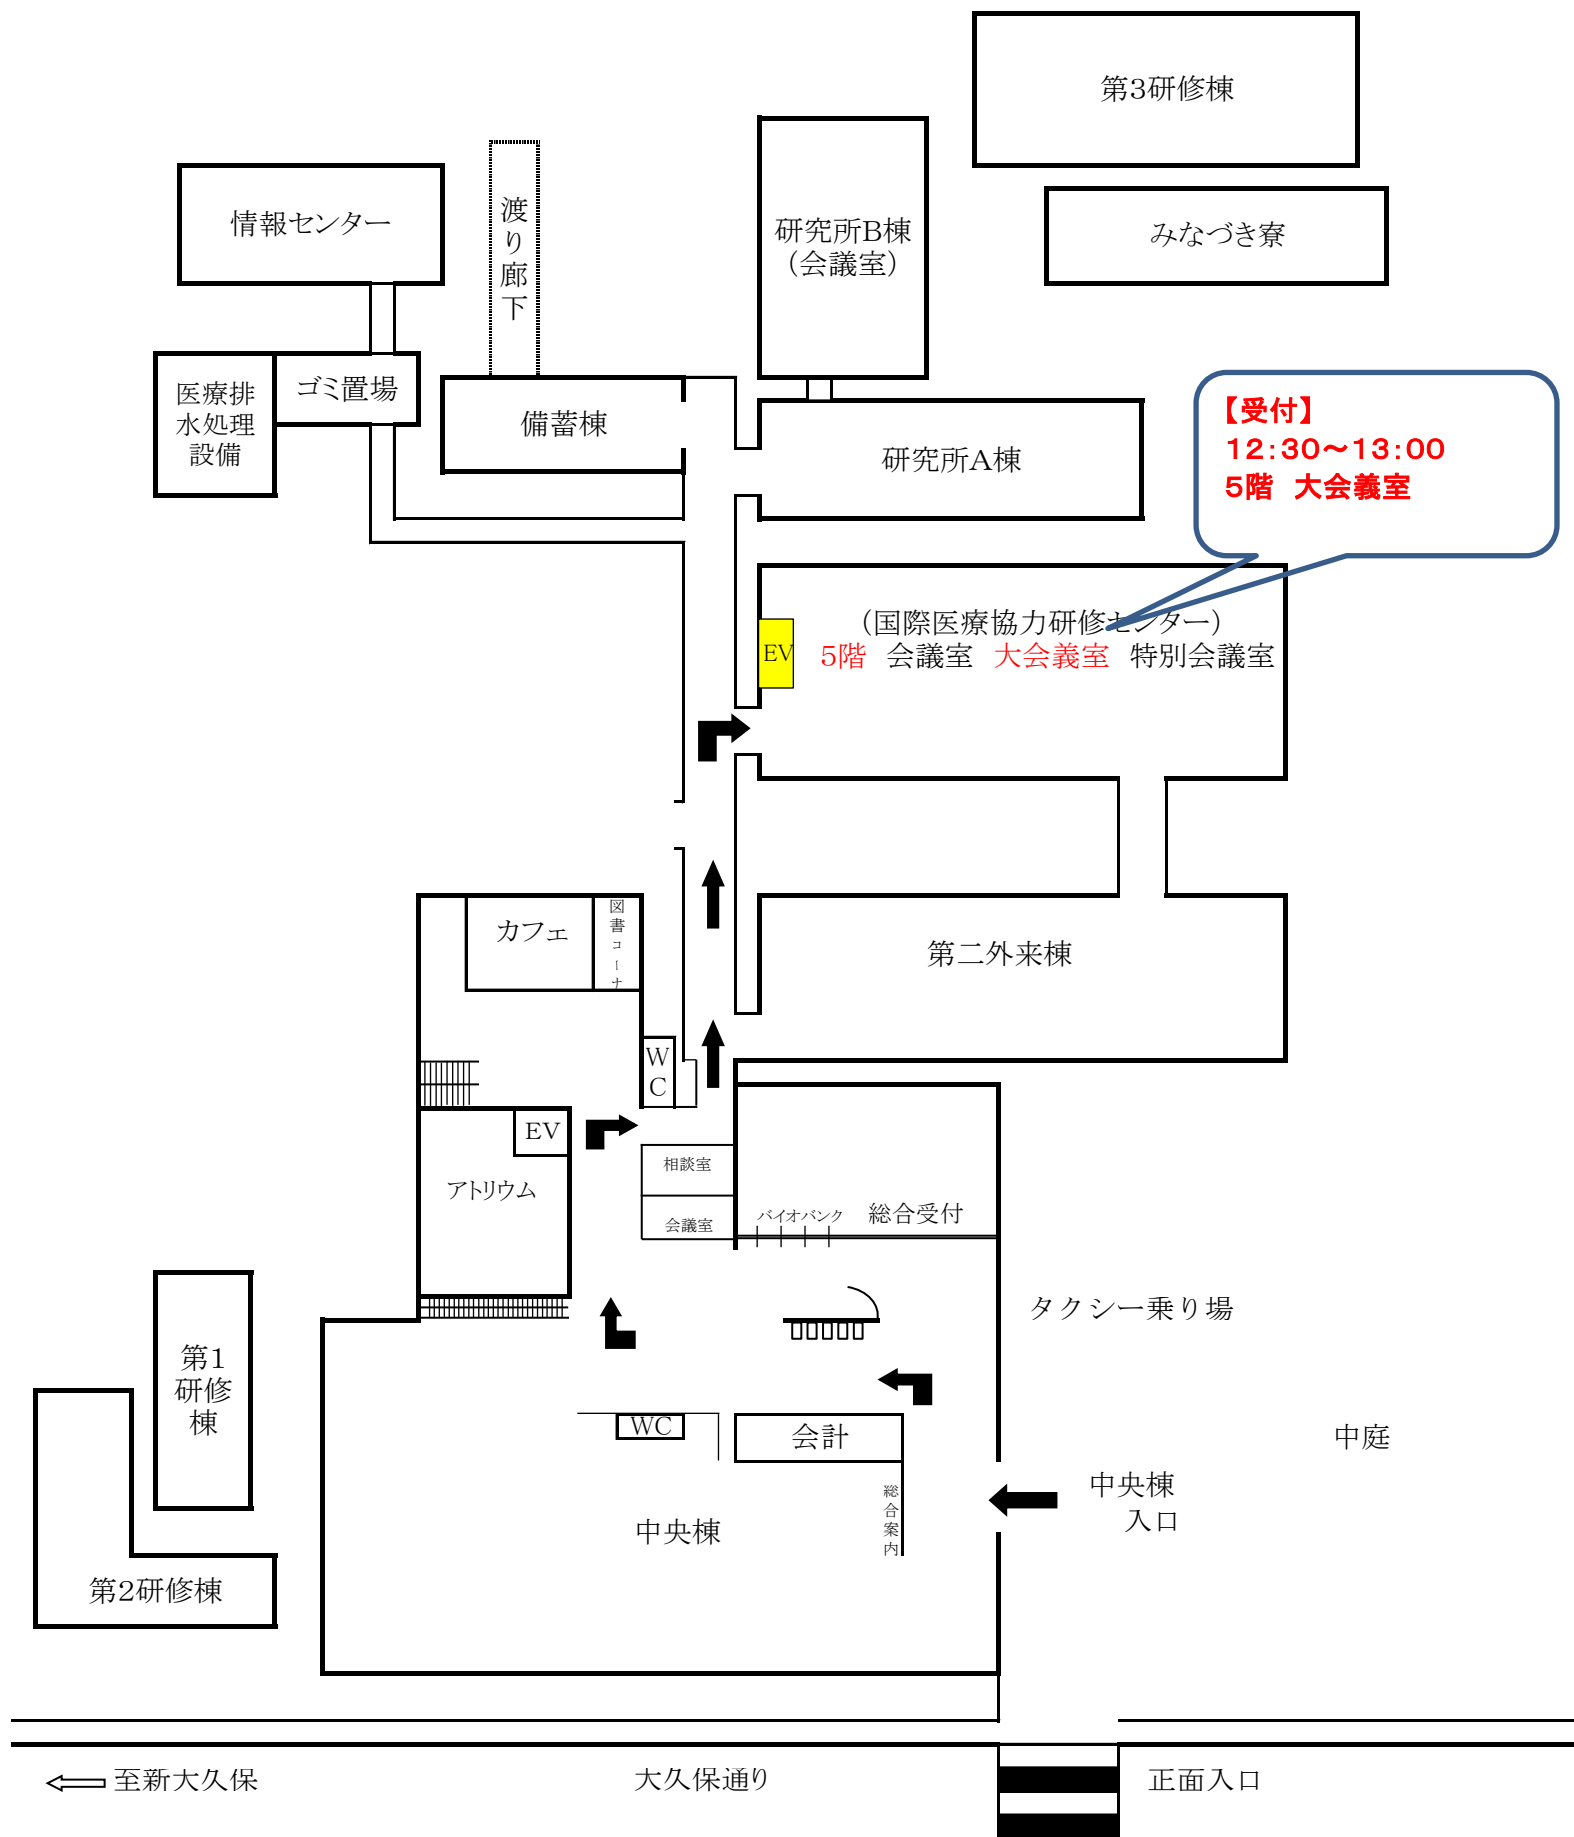 第3研修棟
情報センター
渡り廊下
研究所B棟
（会議室）
みなづき寮
医療排
水処理
設備
ゴミ置場
備蓄棟
研究所A棟
【受付】
12：30～13：00
5階　大会義室
（国際医療協力研修センター）
EV
5階　会議室　大会義室　特別会議室
カフェ
図書コーナ
第二外来棟
WC
EV
アトリウム
相談室
会議室
バイオバンク
総合受付
タクシー乗り場
第1
研修
棟
WC
会計
中庭
中央棟
入口
総合案内
中央棟
第2研修棟
至新大久保
大久保通り
正面入口